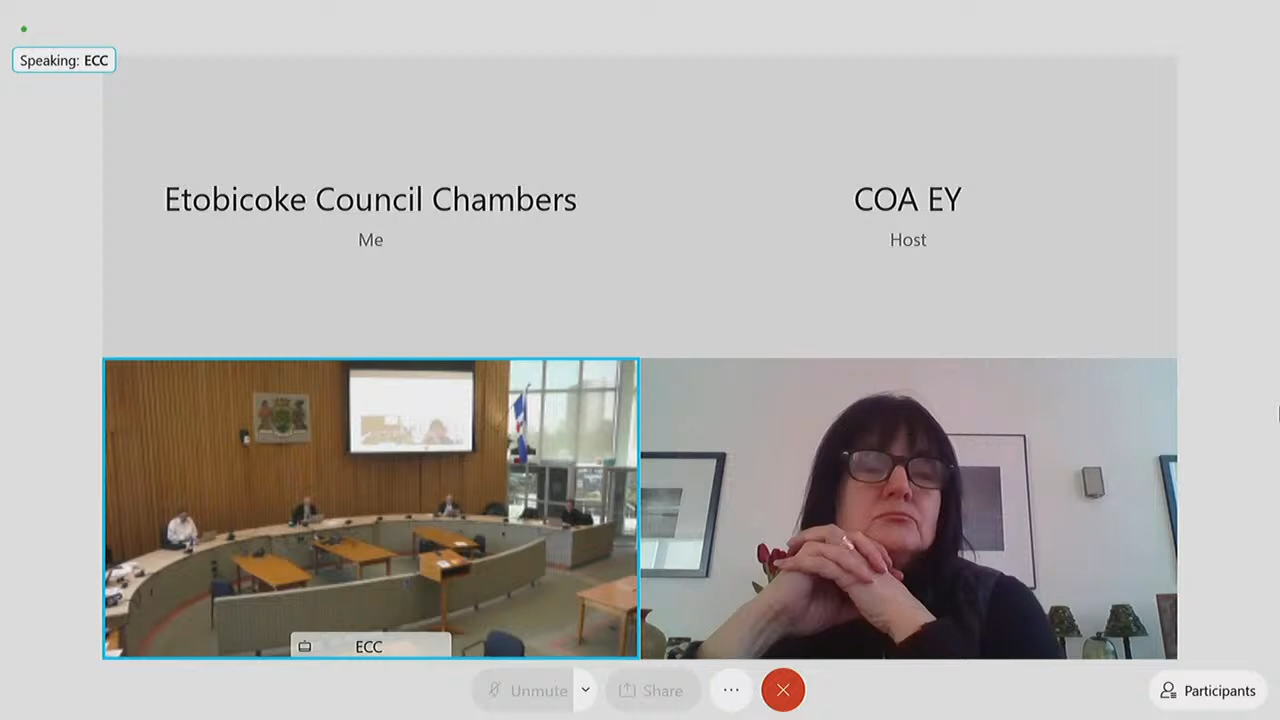 Speaking: ECC
Etobicoke Council Chambers
Me
COA EY
Host
ECC
Unmute
Share
Participants